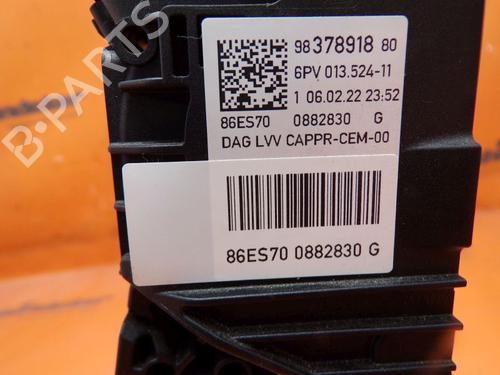 98 378918 80
6PV 013.524-11
1 06.02.22 23:52
86ES70 0882830 G
DAG LVV CAPPR-CEM-00
86ES70 0882830 G
B-PARTS